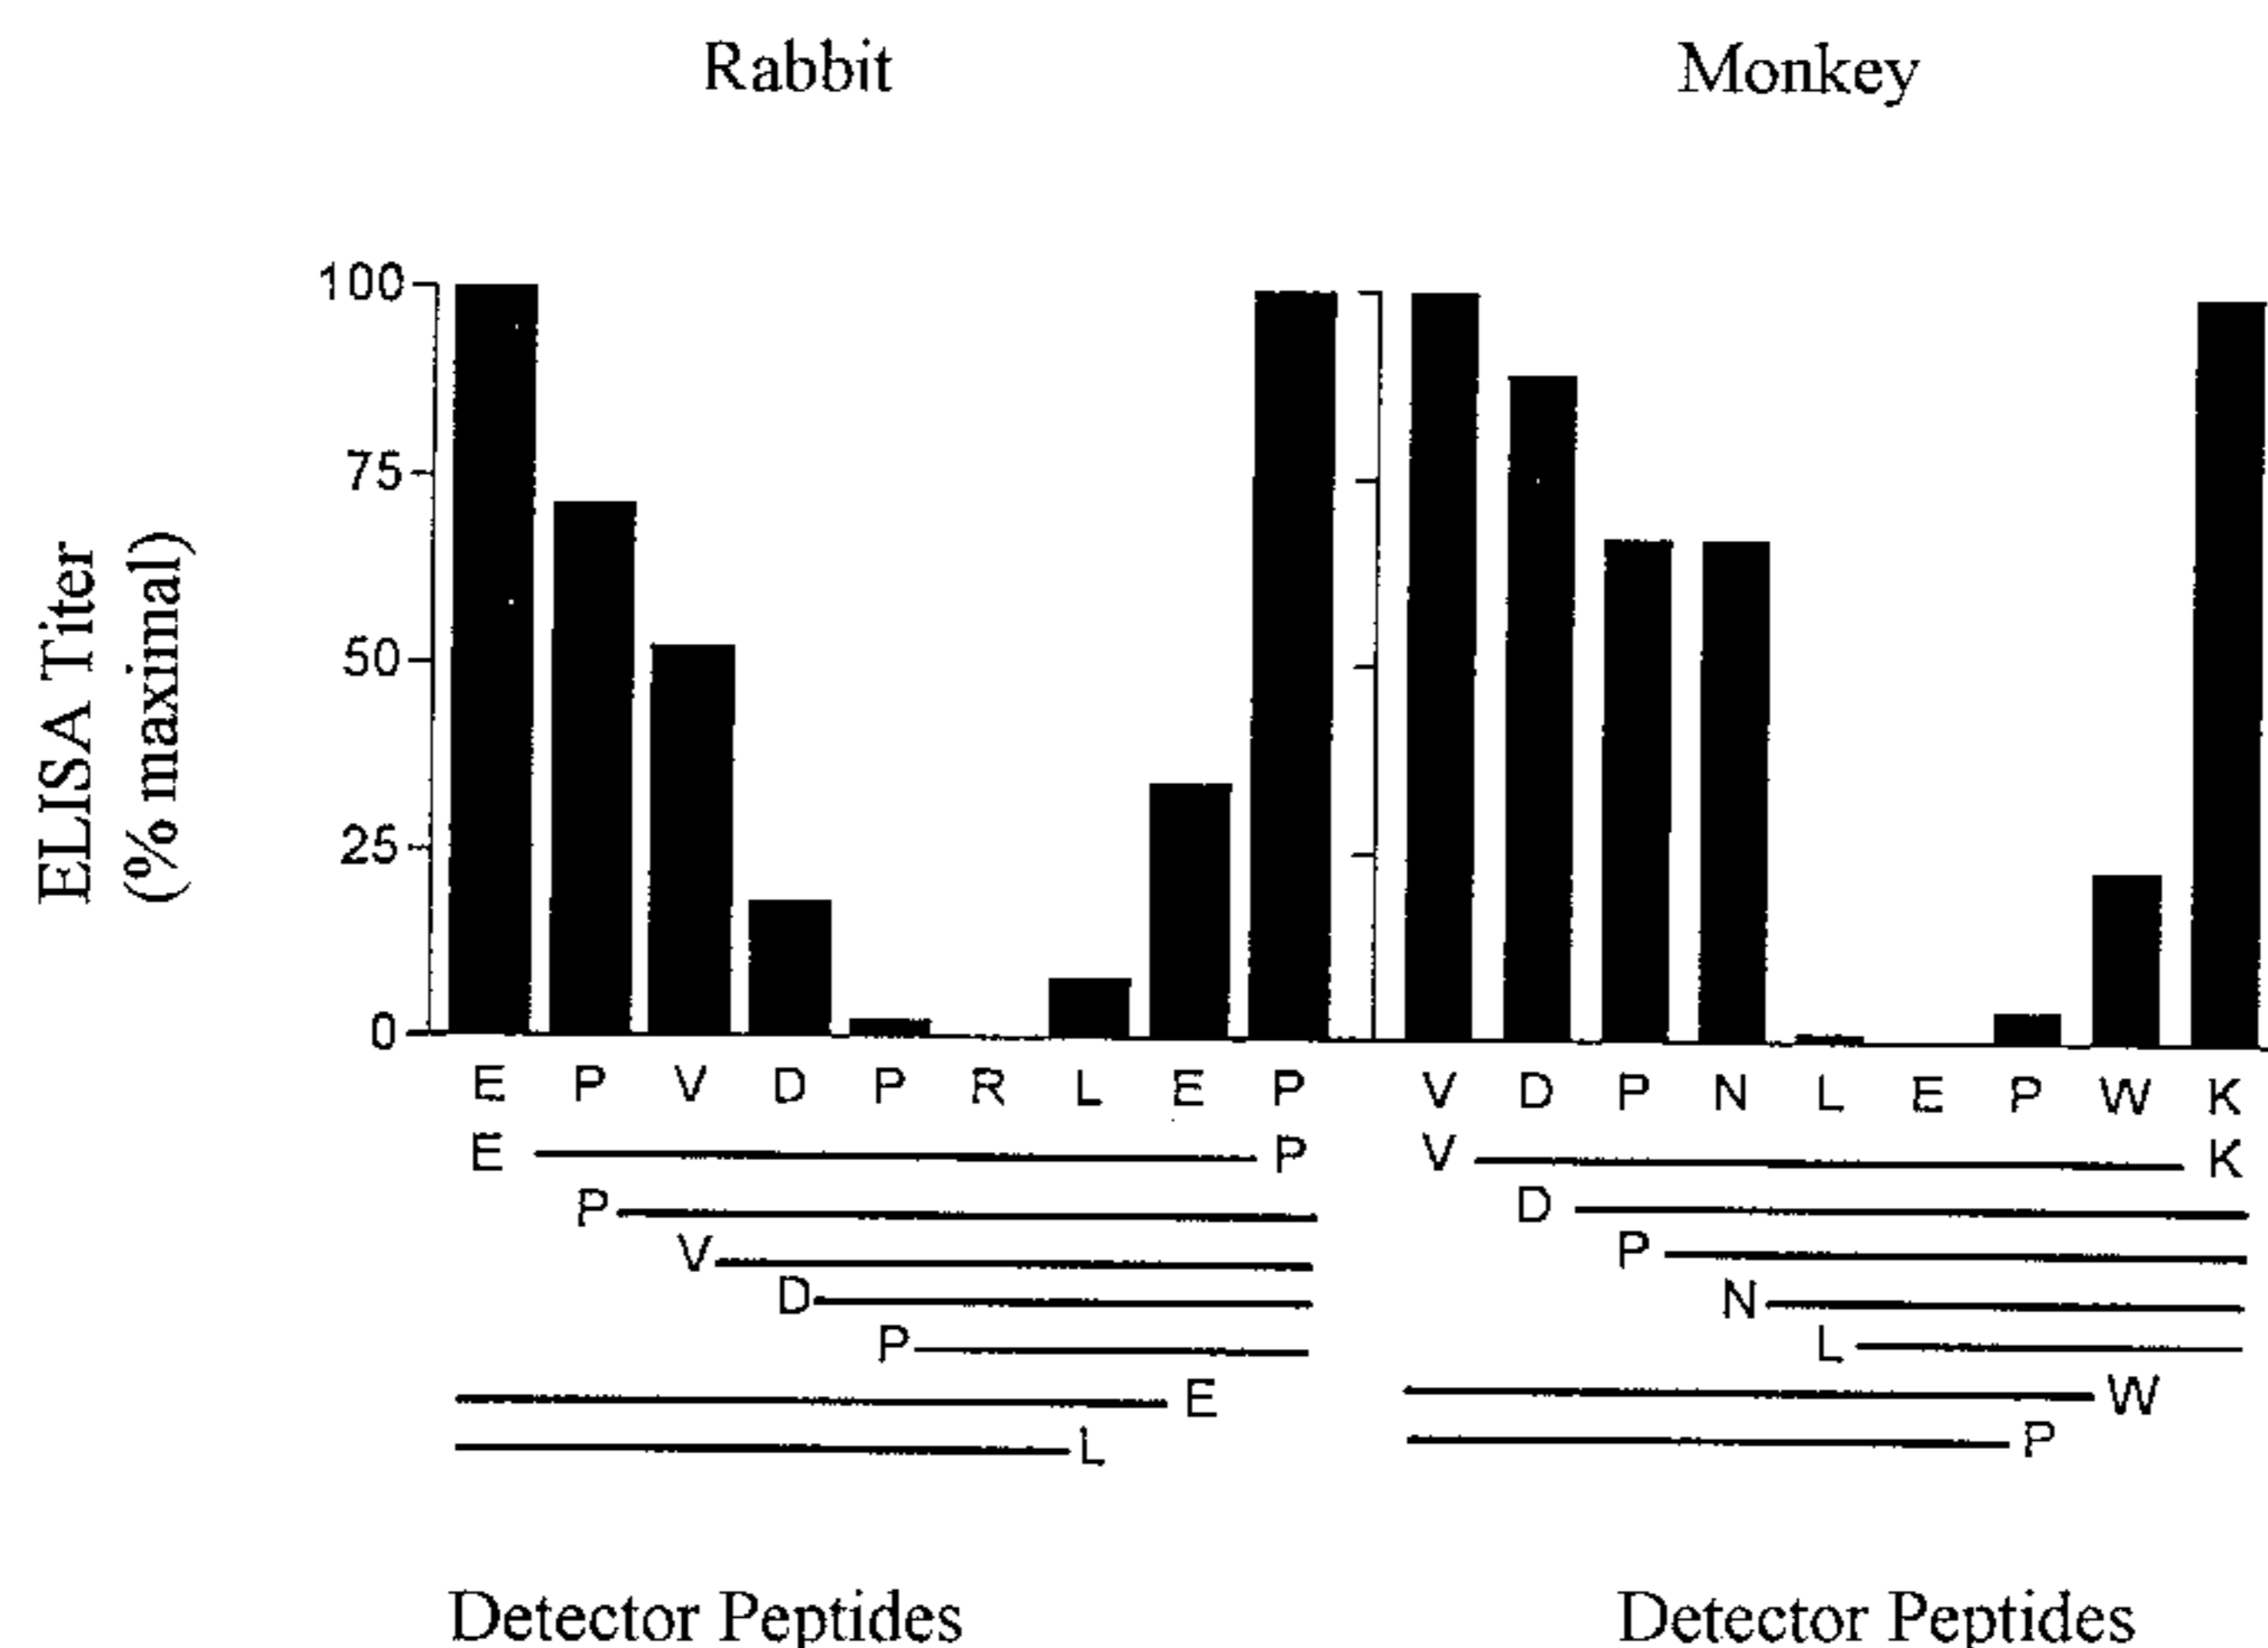 Rabbit Monkey
ELISA Titer
(% maximal)
100
75
50
25
0
E P V D P R L E P V D P N L E P W K
E P V K
P D
V P
D N
P L
E W
L P
Detector Peptides Detector Peptides